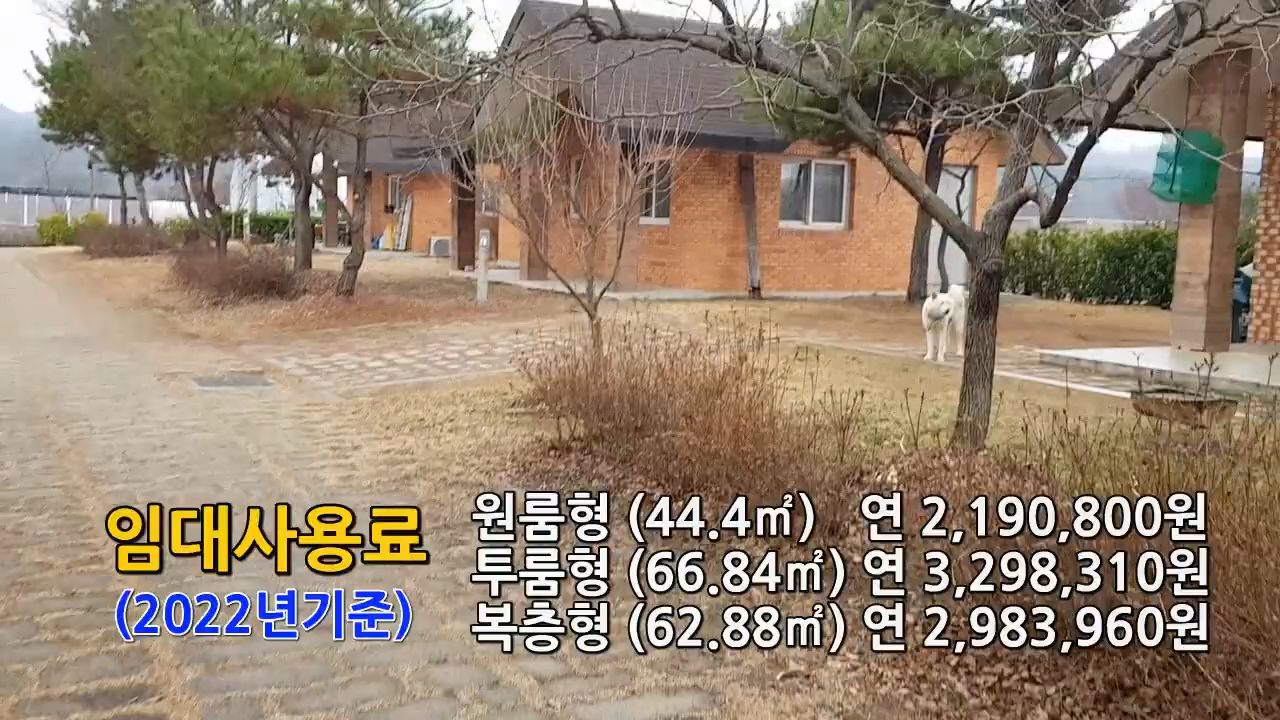 임대사용료
(2022년기준)
원룸형 (44.4㎡) 연 2,190,800원
투룸형 (66.84㎡) 연 3,298,310원
복층형 (62.88㎡) 연 2,983,960원